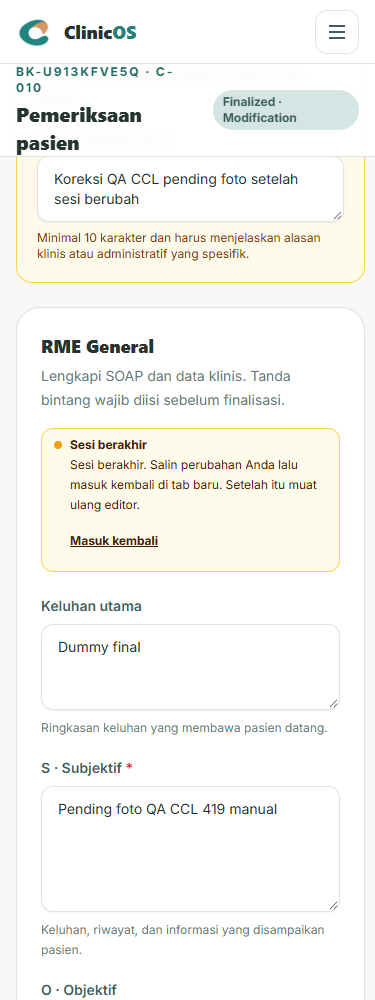 ClinicOS
BK-U913KFVE5Q · C-
010
Pemeriksaan
pasien
Finalized ·
Modification
Koreksi QA CCL pending foto setelah
sesi berubah
Minimal 10 karakter dan harus menjelaskan alasan
klinis atau administratif yang spesifik.
RME General
Lengkapi SOAP dan data klinis. Tanda
bintang wajib diisi sebelum finalisasi.
Sesi berakhir
Sesi berakhir. Salin perubahan Anda lalu
masuk kembali di tab baru. Setelah itu muat
ulang editor.
Masuk kembali
Keluhan utama
Dummy final
Ringkasan keluhan yang membawa pasien datang.
S · Subjektif *
Pending foto QA CCL 419 manual
Keluhan, riwayat, dan informasi yang disampaikan
pasien.
O · Objektif